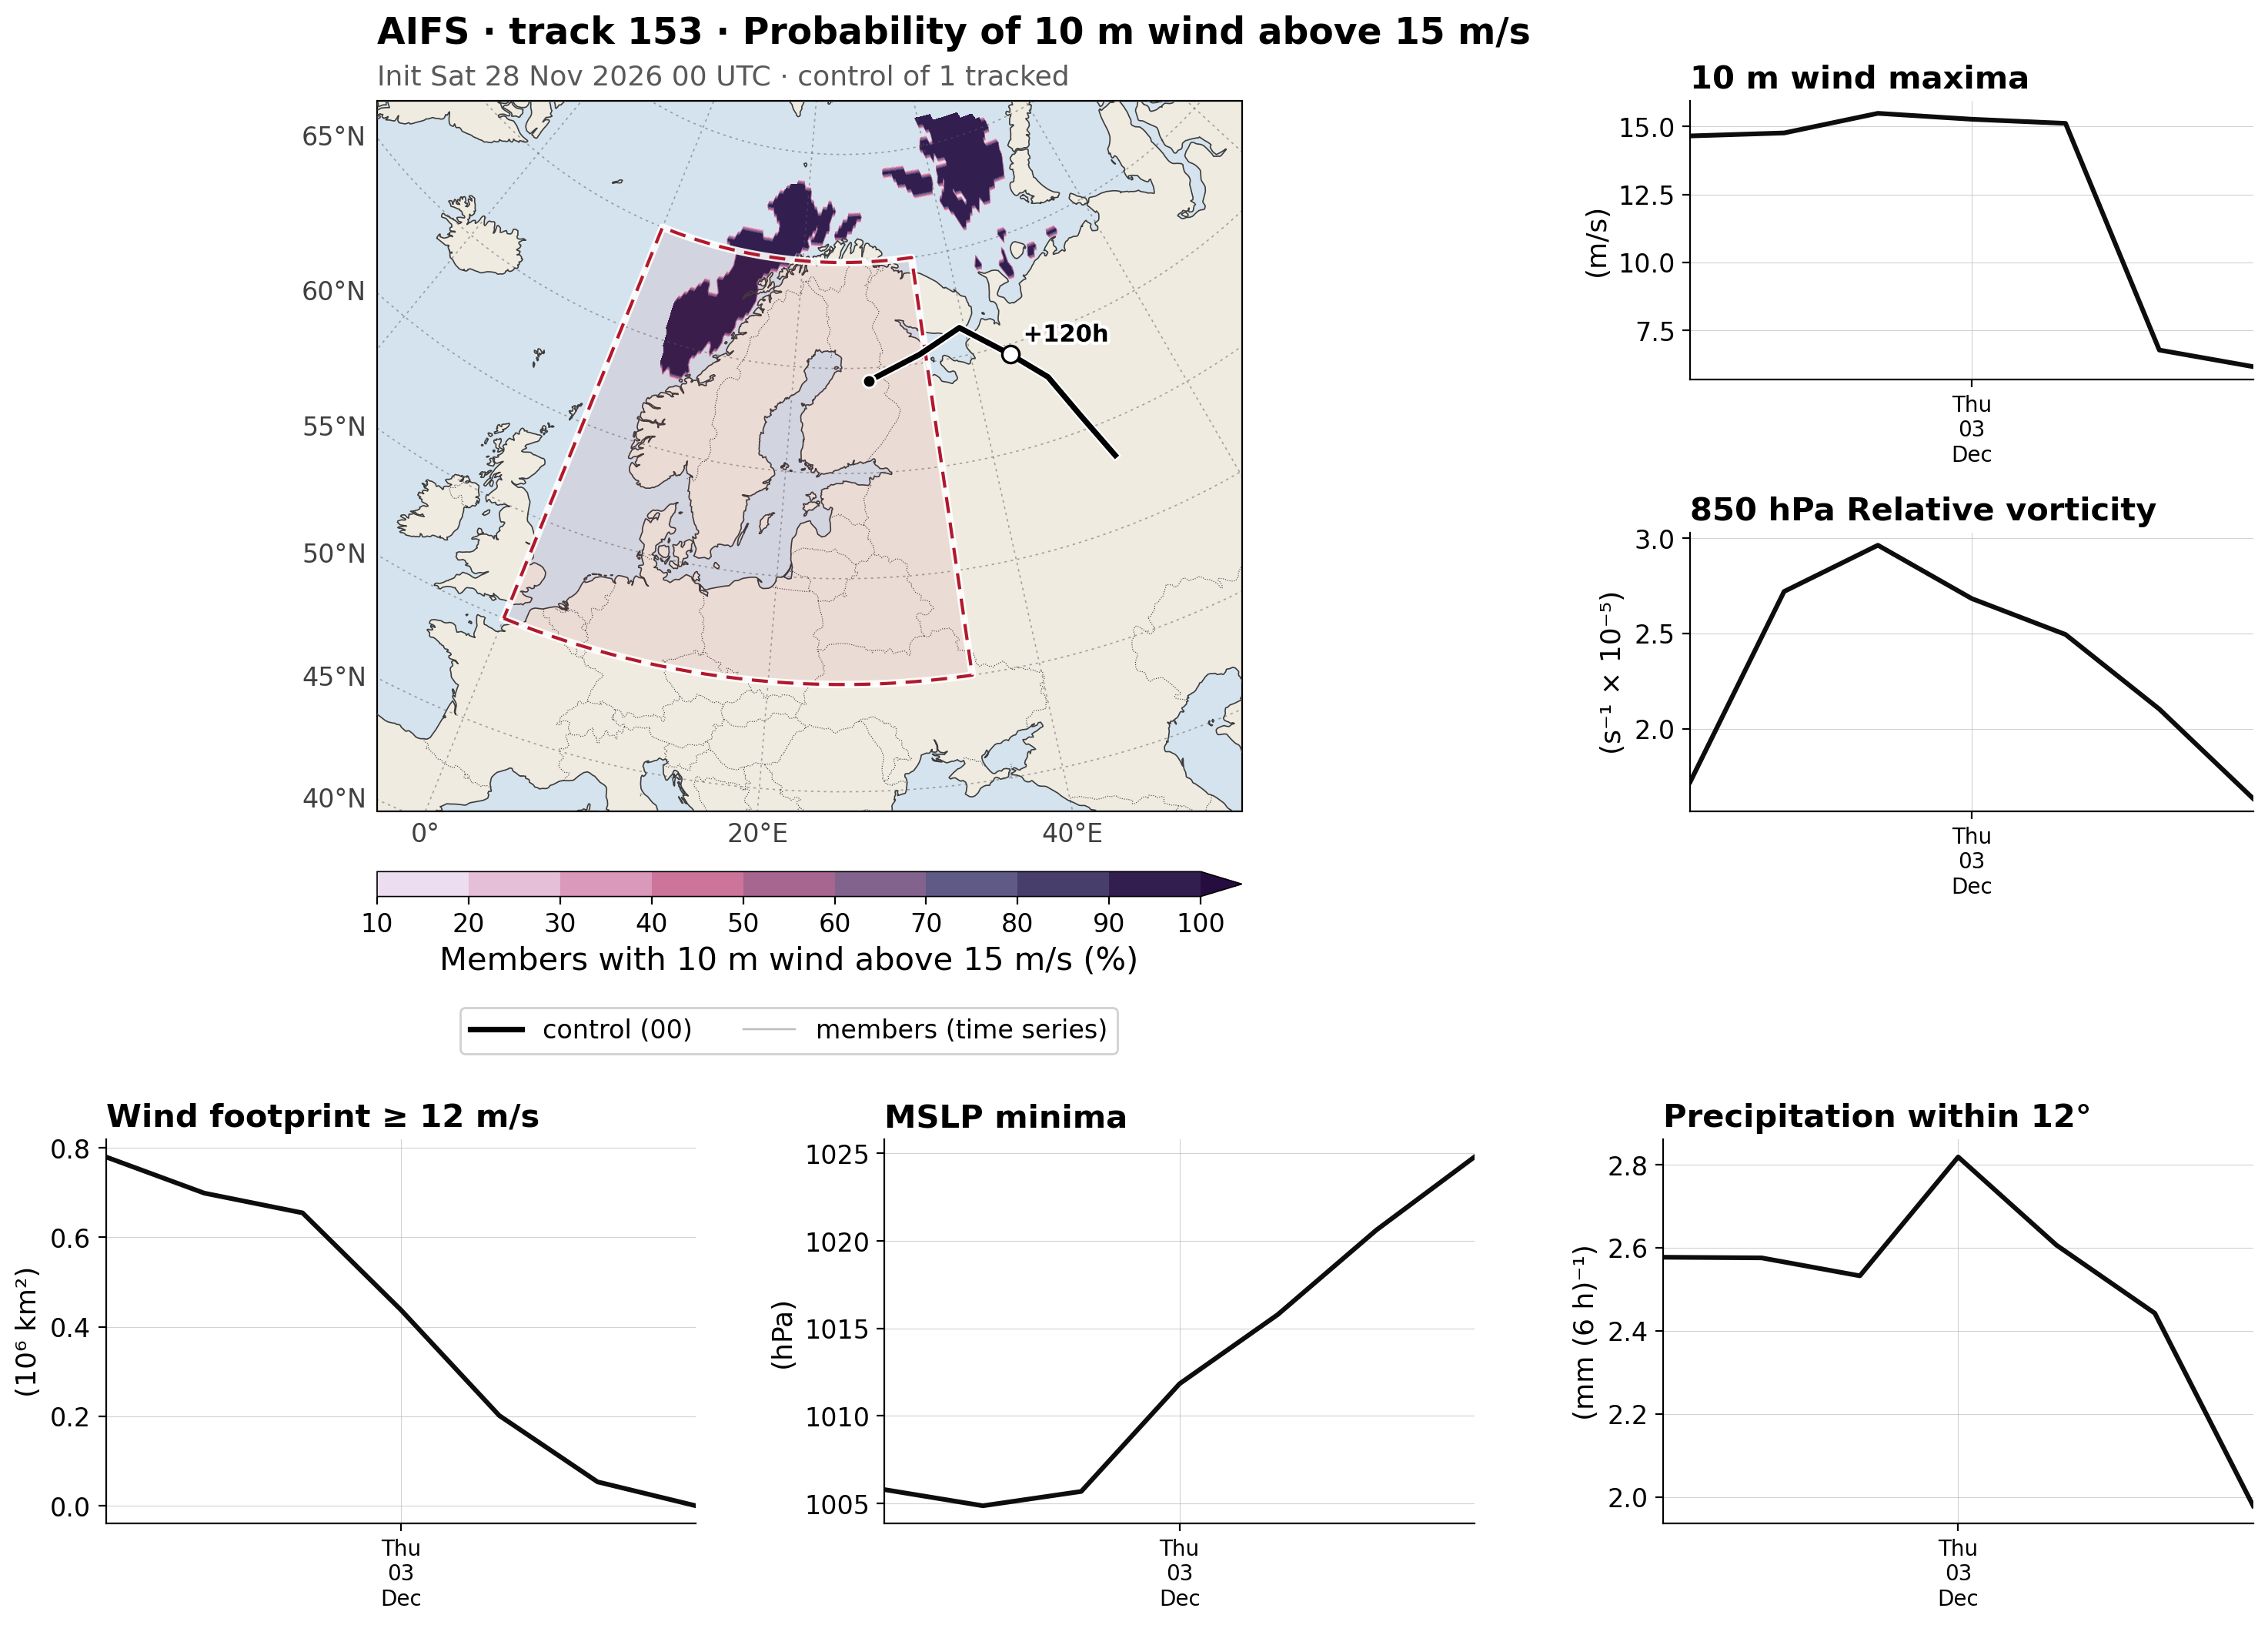 AIFS · track 153 · Probability of 10 m wind above 15 m/s
Init Sat 28 Nov 2026 00 UTC · control of 1 tracked
65°N
60°N
55°N
50°N
45°N
40°N
0°
20°E
40°E
+120h
10 20 30 40 50 60 70 80 90 100
Members with 10 m wind above 15 m/s (%)
control (00)
members (time series)
10 m wind maxima
(m/s)
15.0
12.5
10.0
7.5
Thu
03
Dec
850 hPa Relative vorticity
(s⁻¹ × 10⁻⁵)
3.0
2.5
2.0
Thu
03
Dec
Wind footprint ≥ 12 m/s
(10⁶ km²)
0.8
0.6
0.4
0.2
0.0
Thu
03
Dec
MSLP minima
(hPa)
1025
1020
1015
1010
1005
Thu
03
Dec
Precipitation within 12°
(mm (6 h)⁻¹)
2.8
2.6
2.4
2.2
2.0
Thu
03
Dec